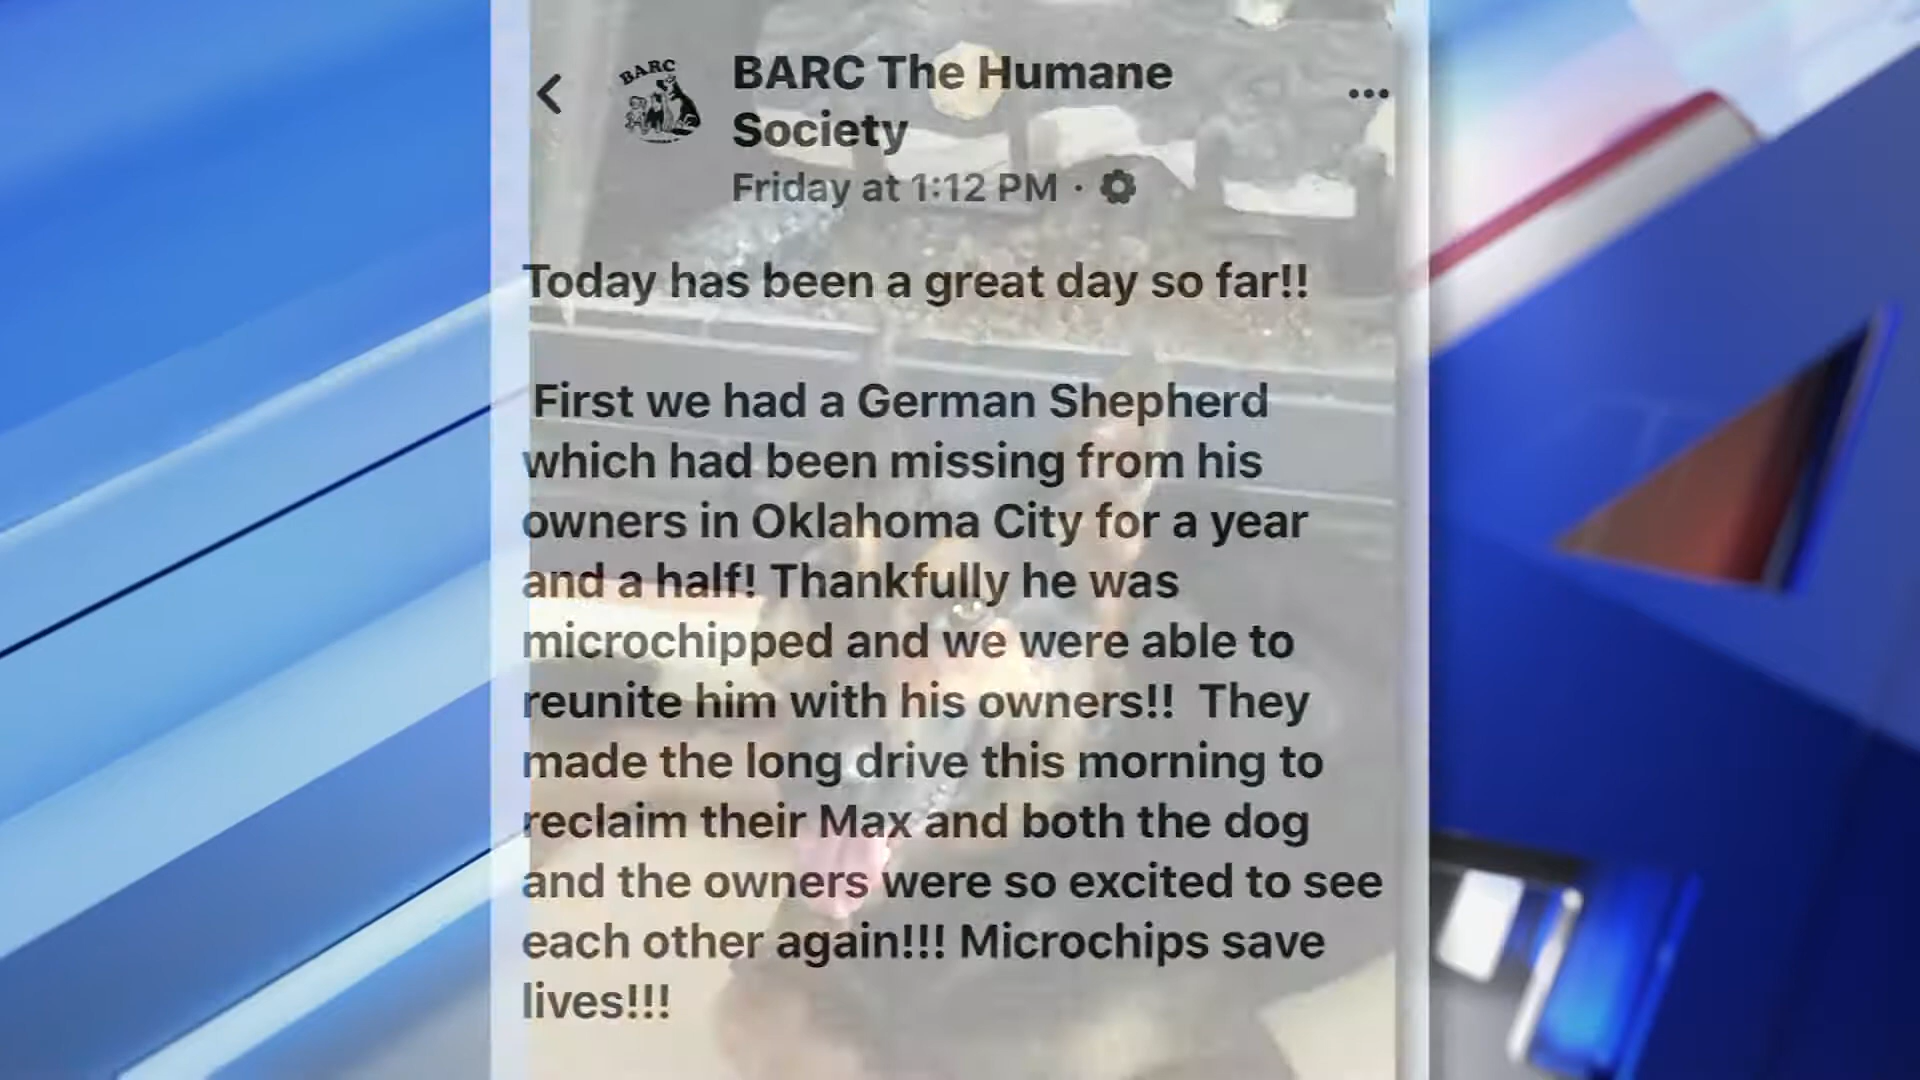 BARC
BARC The Humane
Society
Friday at 1:12 PM ·
Today has been a great day so far!!
First we had a German Shepherd
which had been missing from his
owners in Oklahoma City for a year
and a half! Thankfully he was
microchipped and we were able to
reunite him with his owners!!  They
made the long drive this morning to
reclaim their Max and both the dog
and the owners were so excited to see
each other again!!! Microchips save
lives!!!